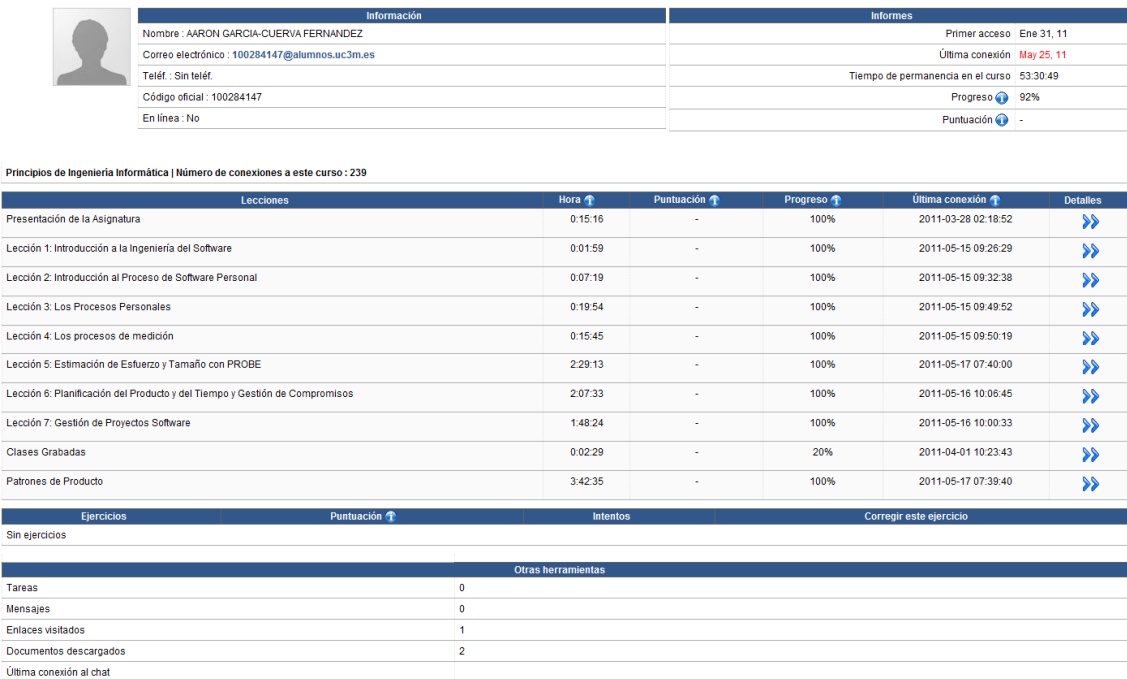 Información
Nombre : AARON GARCIA-CUERVA FERNANDEZ
Correo electrónico : 100284147@alumnos.uc3m.es
Teléf. : Sin teléf.
Código oficial : 100284147
En línea : No
Informes
Primer acceso Ene 31, 11
Última conexión May 25, 11
Tiempo de permanencia en el curso 53:30:49
Progreso 92%
Puntuación -
Principios de Ingeniería Informática | Número de conexiones a este curso : 239
Lecciones Hora Puntuación Progreso Última conexión Detalles
Presentación de la Asignatura 0:15:16 - 100% 2011-03-28 02:18:52
Lección 1: Introducción a la Ingeniería del Software 0:01:59 - 100% 2011-05-15 09:26:29
Lección 2: Introducción al Proceso de Software Personal 0:07:19 - 100% 2011-05-15 09:32:38
Lección 3: Los Procesos Personales 0:19:54 - 100% 2011-05-15 09:49:52
Lección 4: Los procesos de medición 0:15:45 - 100% 2011-05-15 09:50:19
Lección 5: Estimación de Esfuerzo y Tamaño con PROBE 2:29:13 - 100% 2011-05-17 07:40:00
Lección 6: Planificación del Producto y del Tiempo y Gestión de Compromisos 2:07:33 - 100% 2011-05-16 10:06:45
Lección 7: Gestión de Proyectos Software 1:48:24 - 100% 2011-05-16 10:00:33
Clases Grabadas 0:02:29 - 20% 2011-04-01 10:23:43
Patrones de Producto 3:42:35 - 100% 2011-05-17 07:39:40
Ejercicios Puntuación Intentos Corregir este ejercicio
Sin ejercicios
Otras herramientas
Tareas 0
Mensajes 0
Enlaces visitados 1
Documentos descargados 2
Última conexión al chat